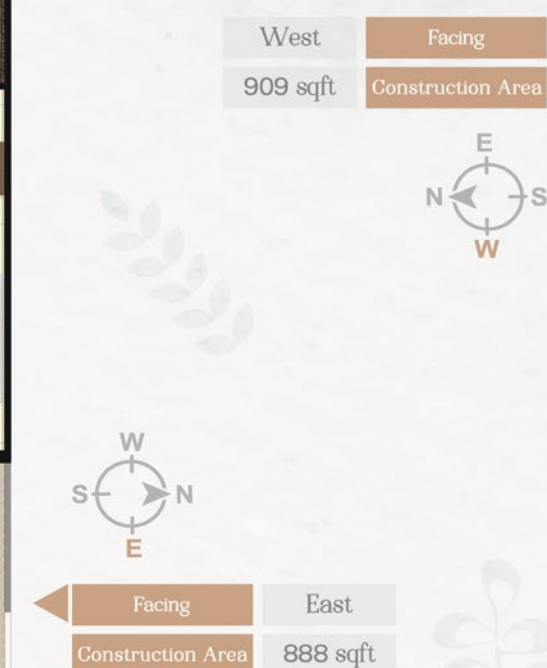 West Facing
909 sqft Construction Area
E
N S
W
W
S N
E
Facing East
Construction Area 888 sqft